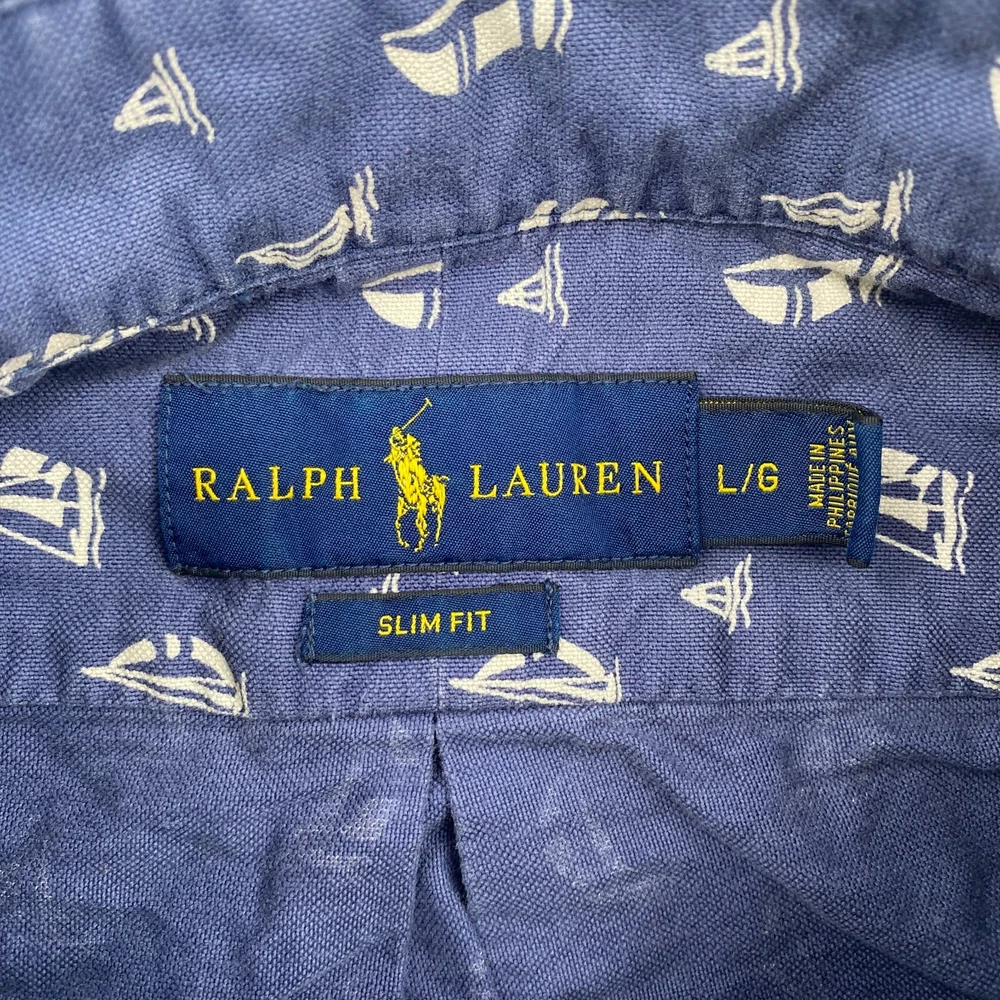 RALPH LAUREN
L/G
MADE IN
PHILIPPINES
SLIM FIT